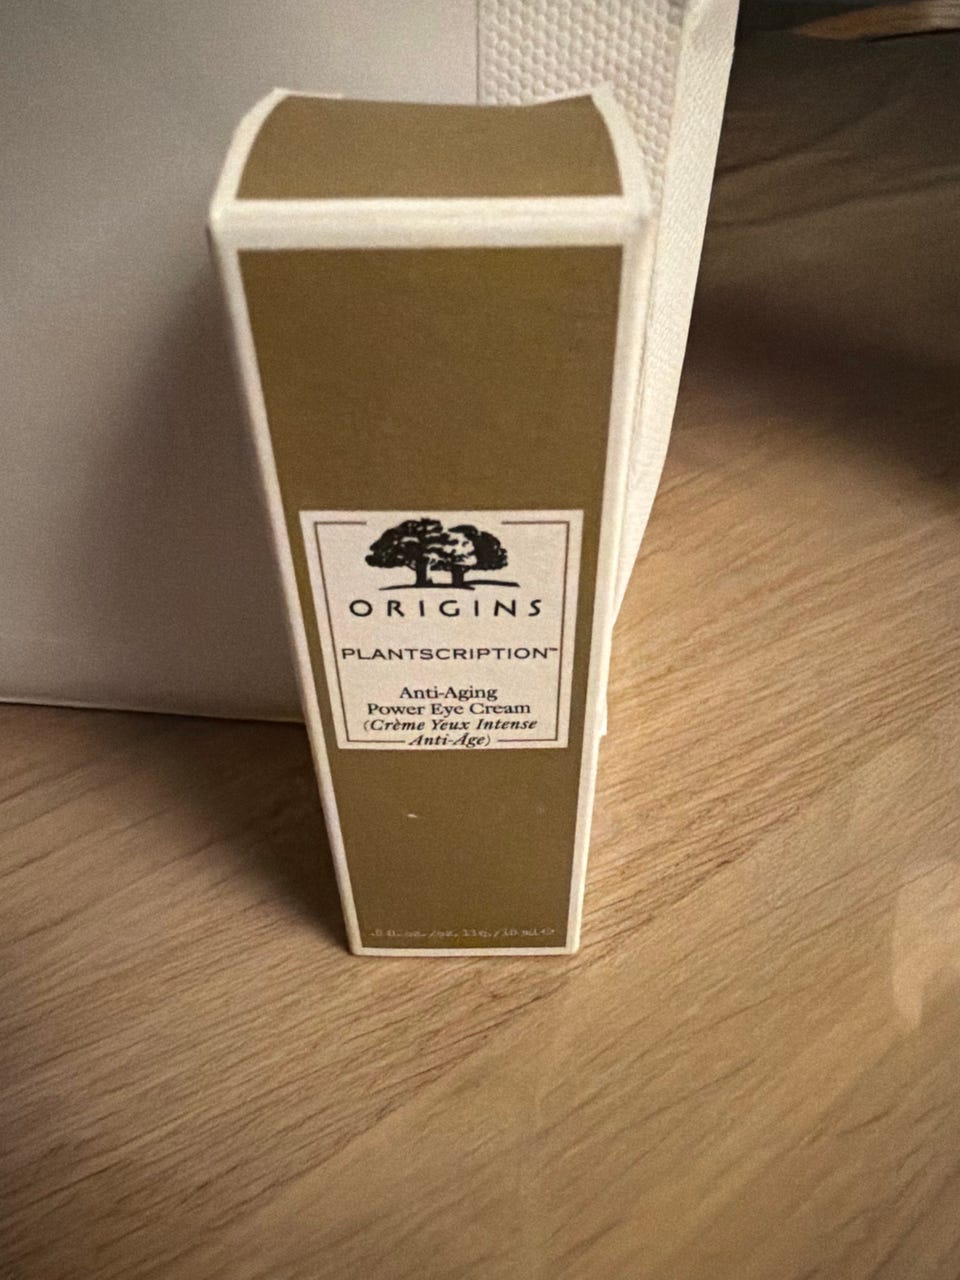 ORIGINS
PLANTSCRIPTION™
Anti-Aging
Power Eye Cream
(Crème Yeux Intense
Anti-Âge)